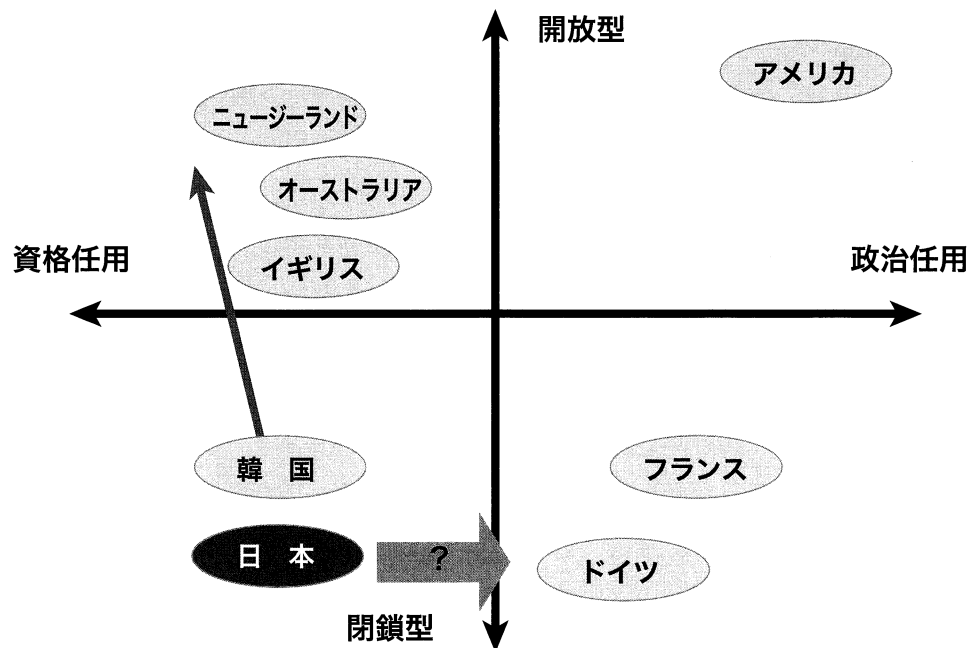 開放型
アメリカ
ニュージーランド
オーストラリア
資格任用
イギリス
政治任用
韓　国
フランス
日　本
?
ドイツ
閉鎖型